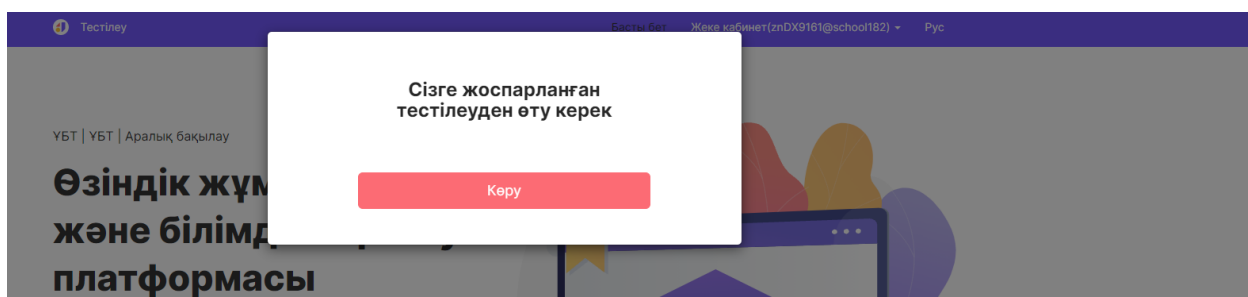 Тестілеу
Басты бет
Жеке кабинет(znDX9161@school182)
Рус
Сізге жоспарланған
тестілеуден өту керек
Көру
ҰБТ | ҰБТ | Аралық бақылау
Өзіндік жұм
және білімд
платформасы